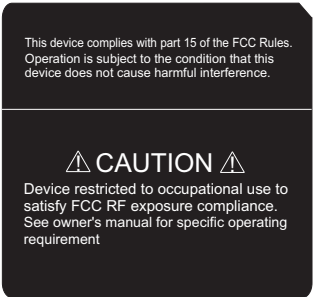 This device complies with part 15 of the FCC Rules.
Operation is subject to the condition that this
device does not cause harmful interference.
⚠ CAUTION ⚠
Device restricted to occupational use to
satisfy FCC RF exposure compliance.
See owner's manual for specific operating
requirement